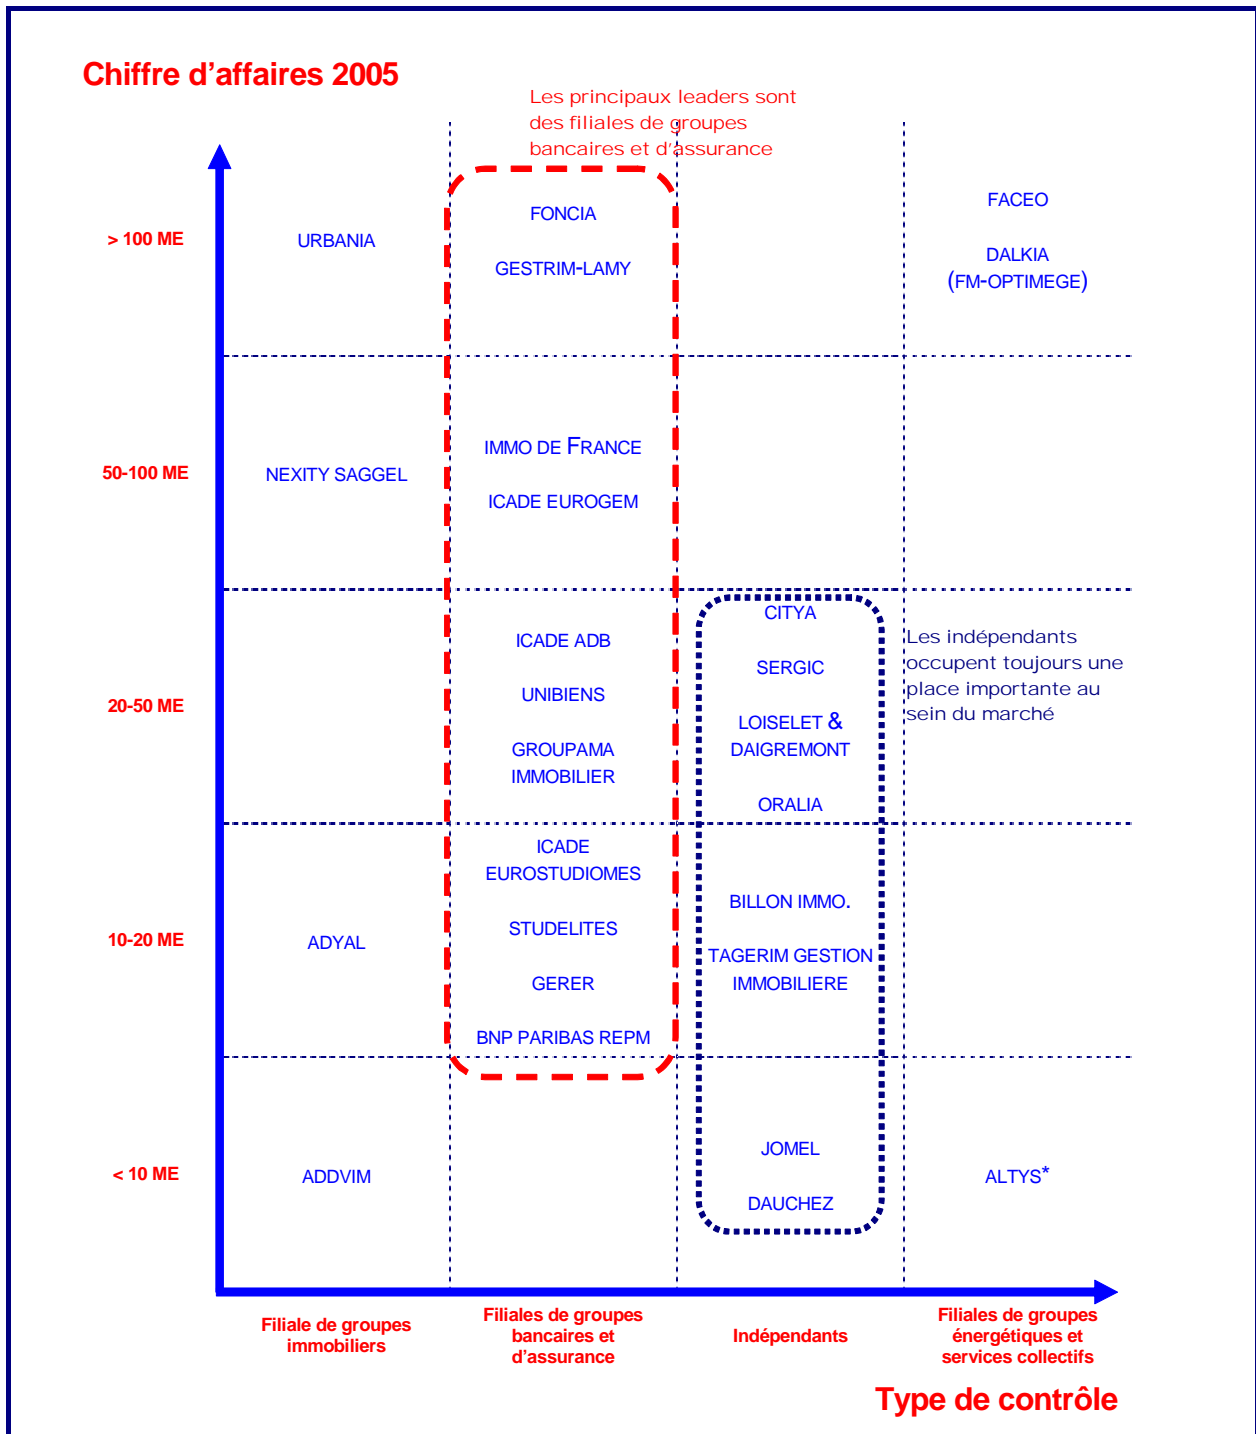 Chiffre d'affaires 2005
Les principaux leaders sont
des filiales de groupes
bancaires et d'assurance
> 100 ME
URBANIA
FONCIA
GESTRIM-LAMY
FACEO
DALKIA
(FM-OPTIMEGE)
50-100 ME
NEXITY SAGGEL
IMMO DE FRANCE
ICADE EUROGEM
20-50 ME
ICADE ADB
UNIBIENS
GROUPAMA
IMMOBILIER
CITYA
SERGIC
LOISELET &
DAIGREMONT
ORALIA
Les indépendants
occupent toujours une
place importante au
sein du marché
10-20 ME
ADYAL
ICADE
EUROSTUDIOMES
STUDELITES
GERER
BNP PARIBAS REPM
BILLON IMMO.
TAGERIM GESTION
IMMOBILIERE
< 10 ME
ADDVIM
JOMEL
DAUCHEZ
ALTYS*
Filiale de groupes
immobiliers
Filiales de groupes
bancaires et
d'assurance
Indépendants
Filiales de groupes
énergétiques et
services collectifs
Type de contrôle